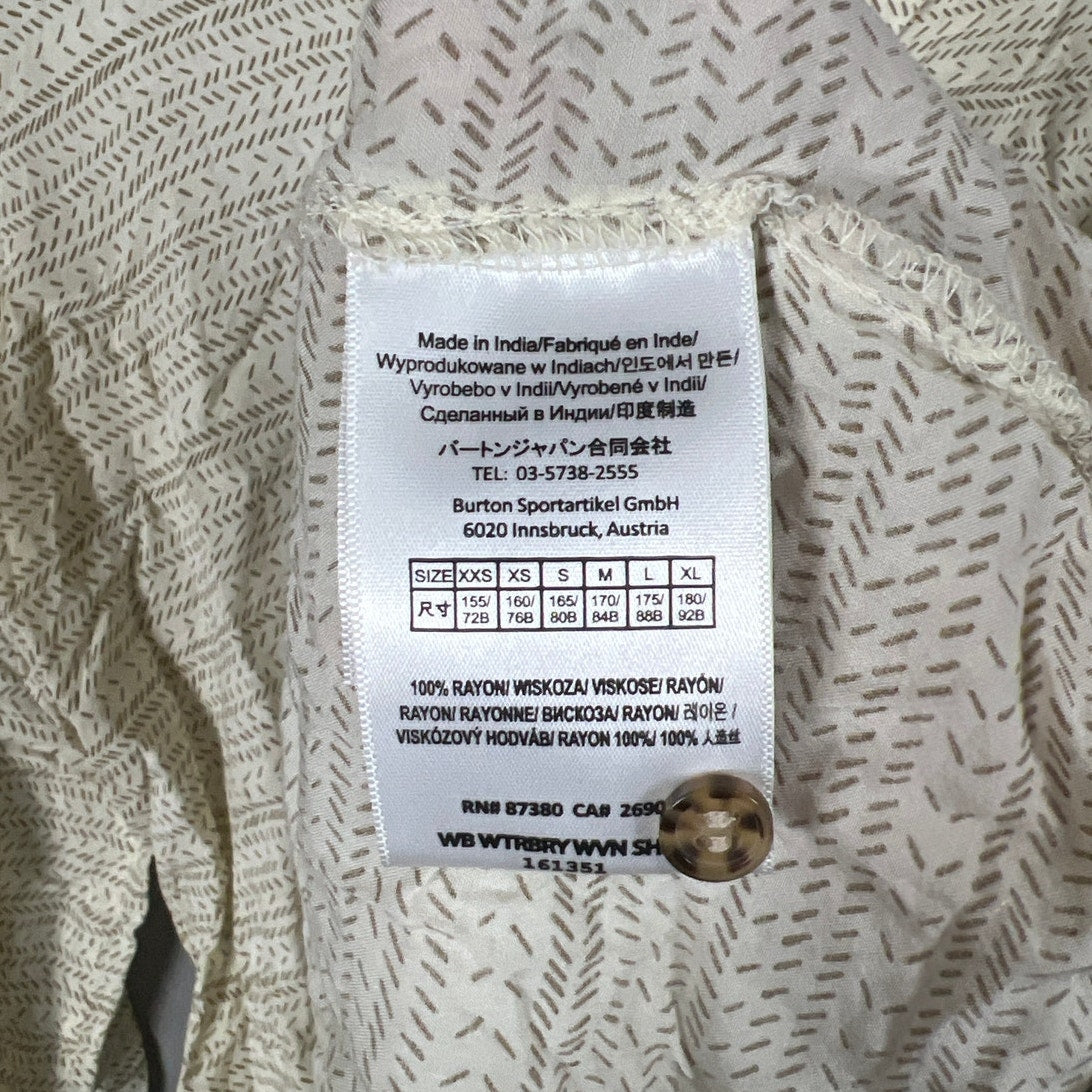 Made in India/Fabriqué en Inde/
Wyprodukowane w Indiach/인도에서 만든/
Vyrobebo v Indii/Vyrobené v Indii/
Сделанный в Индии/印度制造
バートンジャパン合同会社
TEL: 03-5738-2555
Burton Sportartikel GmbH
6020 Innsbruck, Austria
SIZE XXS XS S M L XL
尺寸 155/72B 160/76B 165/80B 170/84B 175/88B 180/92B
100% RAYON/ WISKOZA/ VISKOSE/ RAYÓN/
RAYON/ RAYONNE/ ВИСКОЗА/ RAYON/ 레이온 /
VISKÓZOVÝ HODVÁB/ RAYON 100%/ 100% 人造丝
RN# 87380 CA# 2690
WB WTRBRY WVN SH
161351